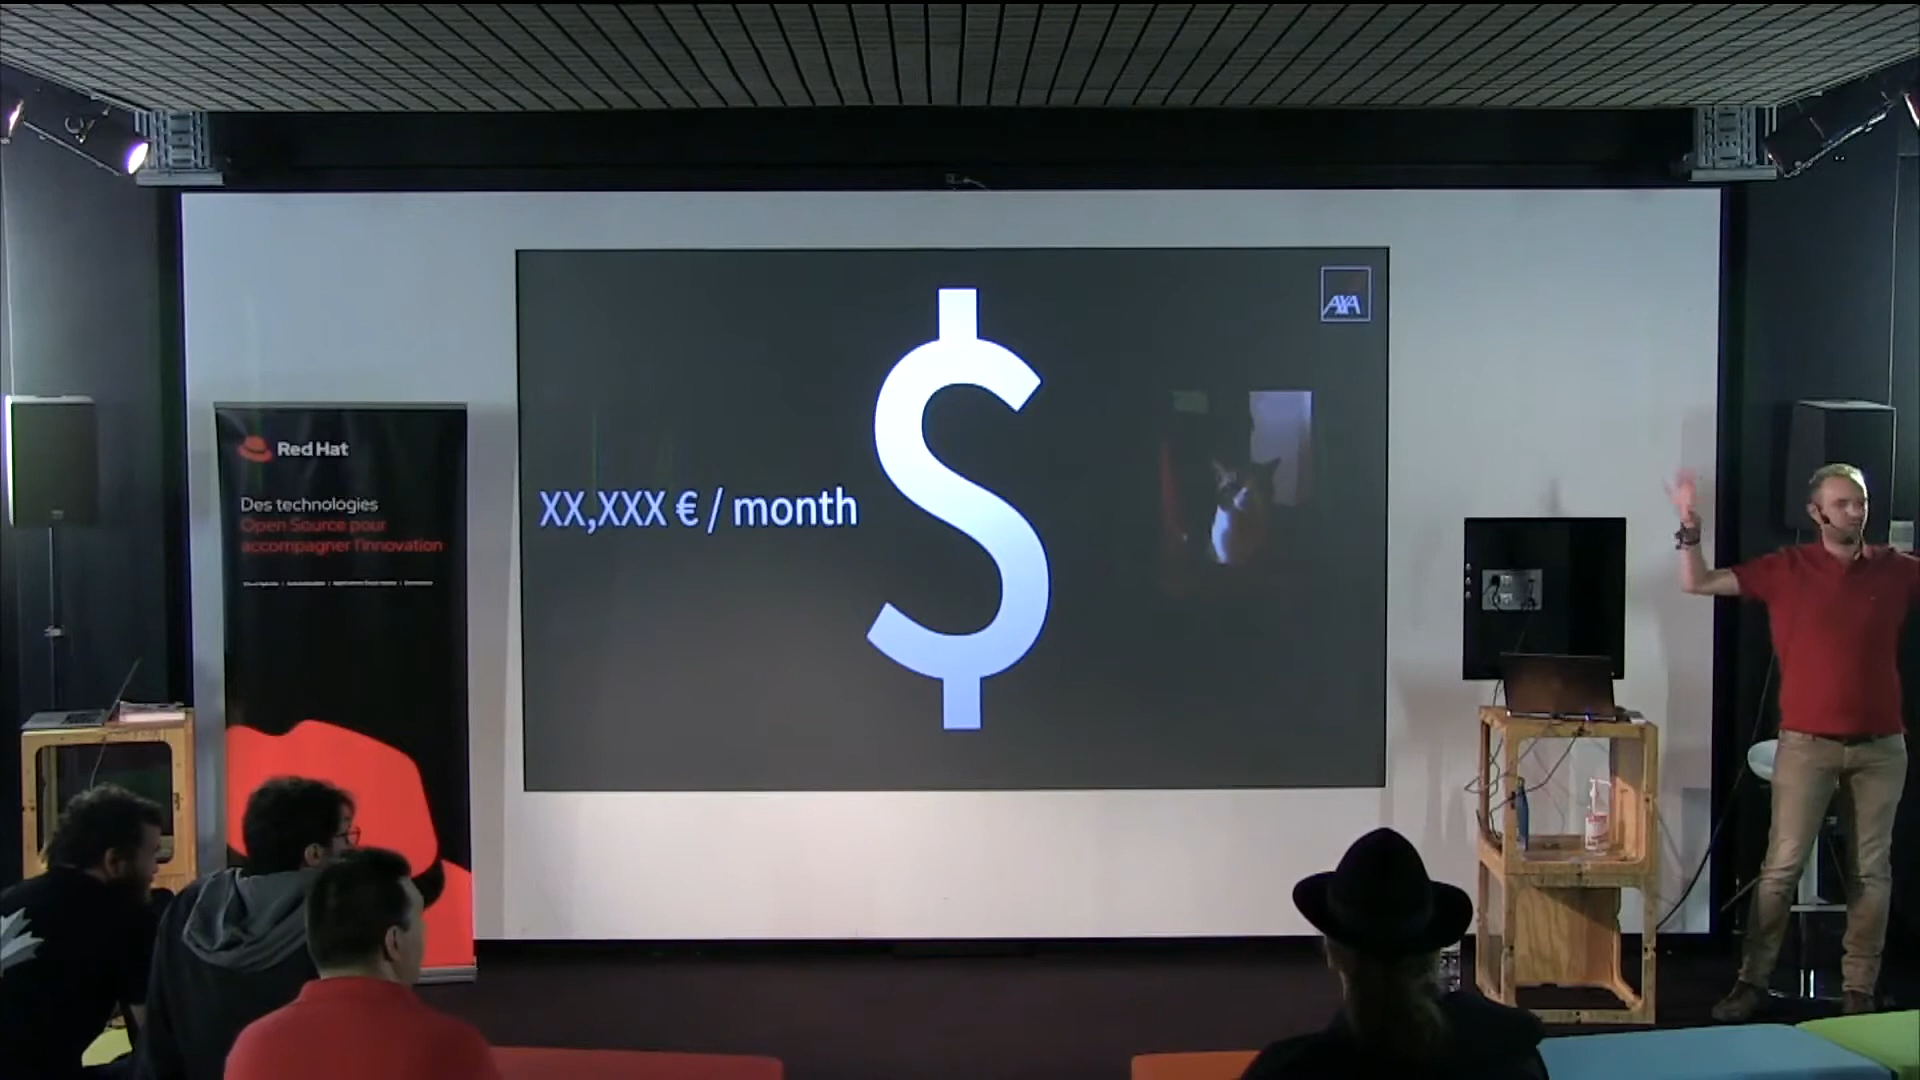 Red Hat
Des technologies
Open Source pour
accompagner l'innovation
XX,XXX € / month
$
AXA